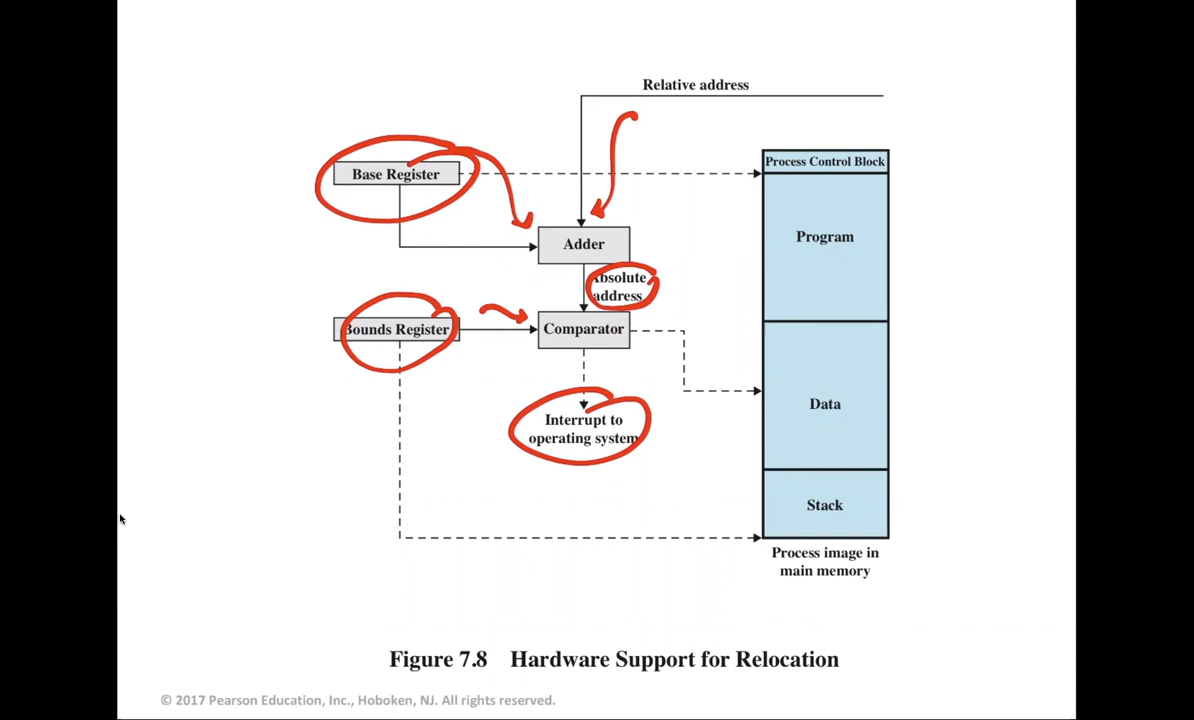 Relative address
Process Control Block
Base Register
Program
Adder
Absolute
address
Bounds Register
Comparator
Data
Interrupt to
operating system
Stack
Process image in
main memory
Figure 7.8 Hardware Support for Relocation
© 2017 Pearson Education, Inc., Hoboken, NJ. All rights reserved.